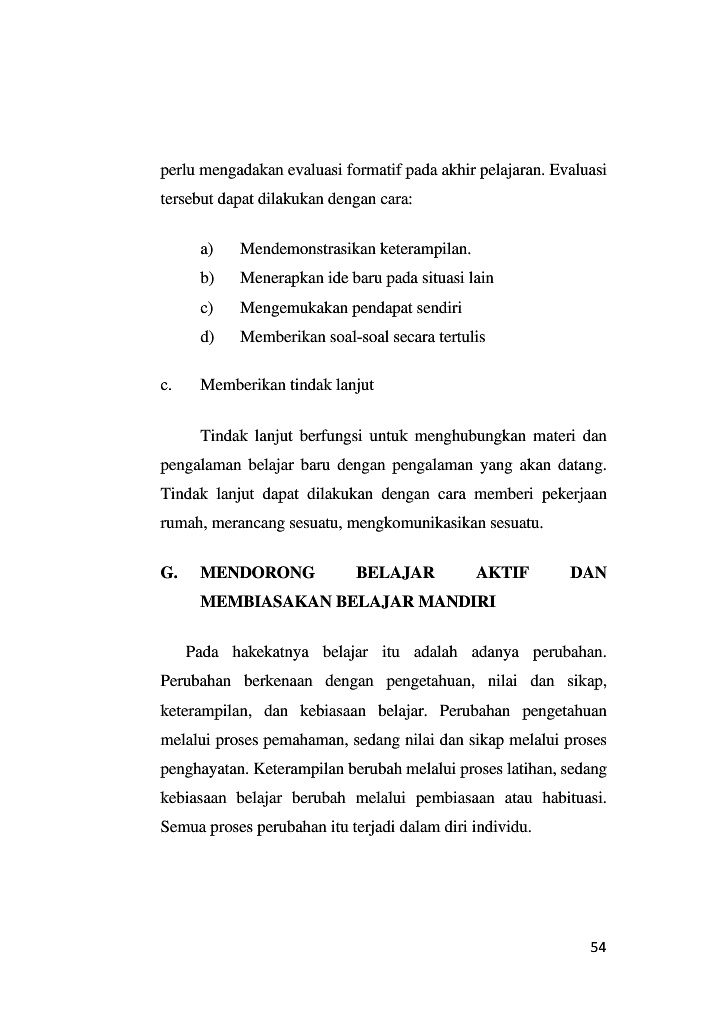 perlu mengadakan evaluasi formatif pada akhir pelajaran. Evaluasi
tersebut dapat dilakukan dengan cara:
a) Mendemonstrasikan keterampilan.
b) Menerapkan ide baru pada situasi lain
c) Mengemukakan pendapat sendiri
d) Memberikan soal-soal secara tertulis
c. Memberikan tindak lanjut
Tindak lanjut berfungsi untuk menghubungkan materi dan
pengalaman belajar baru dengan pengalaman yang akan datang.
Tindak lanjut dapat dilakukan dengan cara memberi pekerjaan
rumah, merancang sesuatu, mengkomunikasikan sesuatu.
G. MENDORONG BELAJAR AKTIF DAN
MEMBIASAKAN BELAJAR MANDIRI
Pada hakekatnya belajar itu adalah adanya perubahan.
Perubahan berkenaan dengan pengetahuan, nilai dan sikap,
keterampilan, dan kebiasaan belajar. Perubahan pengetahuan
melalui proses pemahaman, sedang nilai dan sikap melalui proses
penghayatan. Keterampilan berubah melalui proses latihan, sedang
kebiasaan belajar berubah melalui pembiasaan atau habituasi.
Semua proses perubahan itu terjadi dalam diri individu.
54